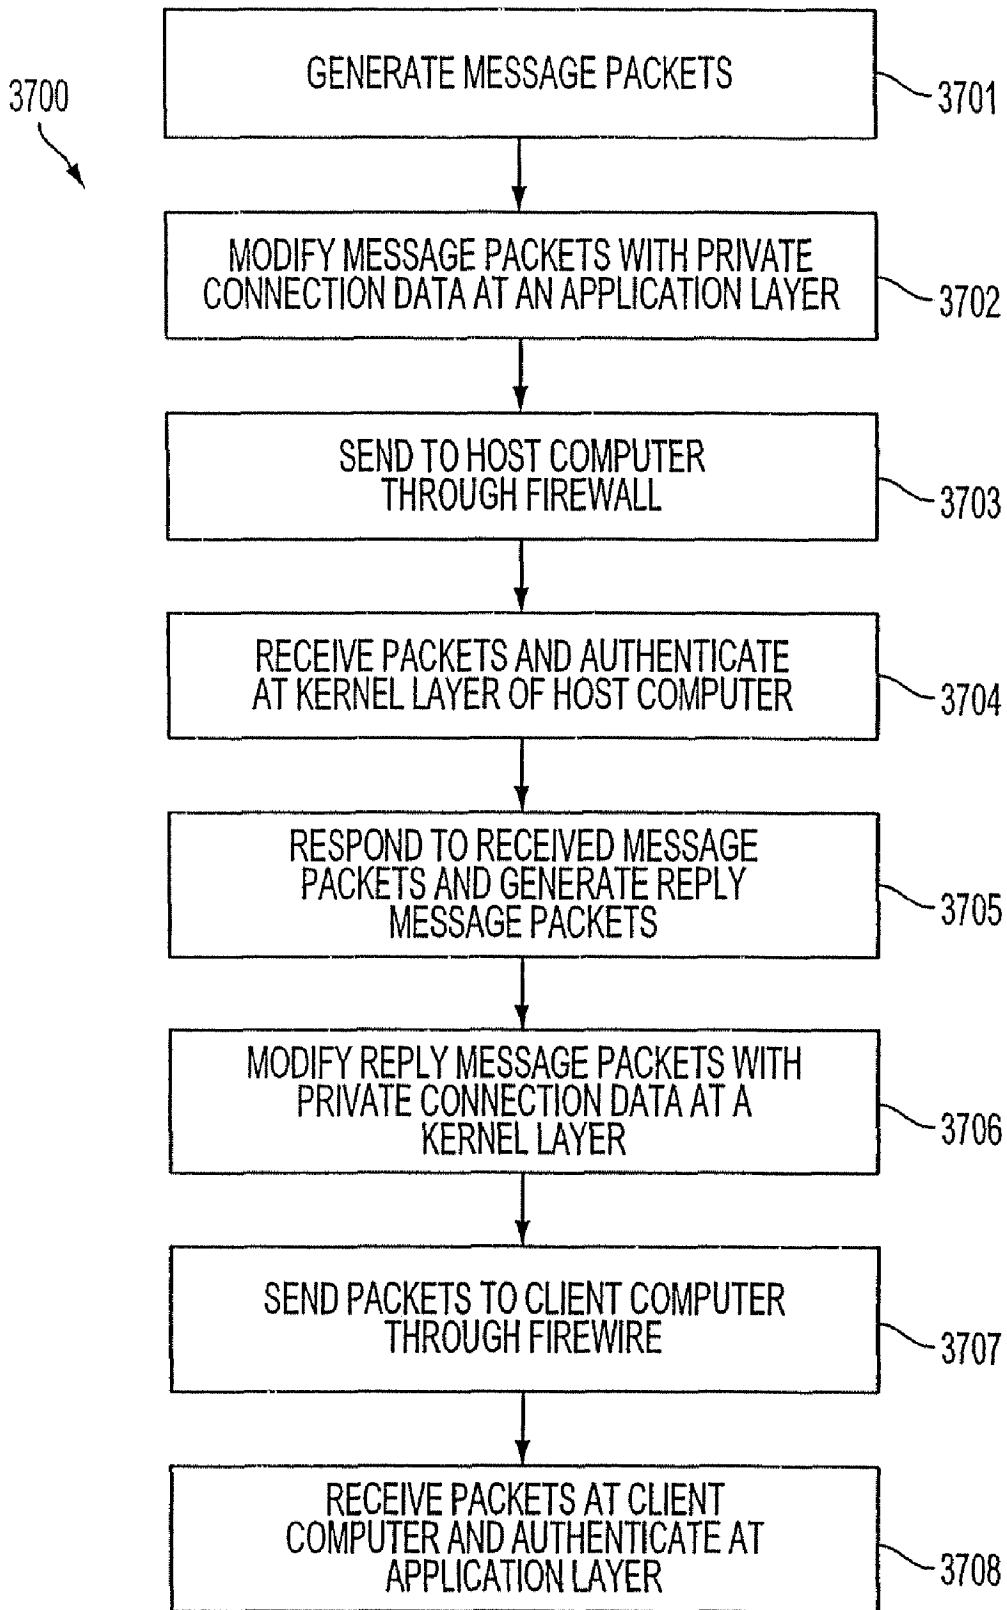 3700
GENERATE MESSAGE PACKETS
3701
MODIFY MESSAGE PACKETS WITH PRIVATE
CONNECTION DATA AT AN APPLICATION LAYER
3702
SEND TO HOST COMPUTER
THROUGH FIREWALL
3703
RECEIVE PACKETS AND AUTHENTICATE
AT KERNEL LAYER OF HOST COMPUTER
3704
RESPOND TO RECEIVED MESSAGE
PACKETS AND GENERATE REPLY
MESSAGE PACKETS
3705
MODIFY REPLY MESSAGE PACKETS WITH
PRIVATE CONNECTION DATA AT A
KERNEL LAYER
3706
SEND PACKETS TO CLIENT COMPUTER
THROUGH FIREWIRE
3707
RECEIVE PACKETS AT CLIENT
COMPUTER AND AUTHENTICATE AT
APPLICATION LAYER
3708